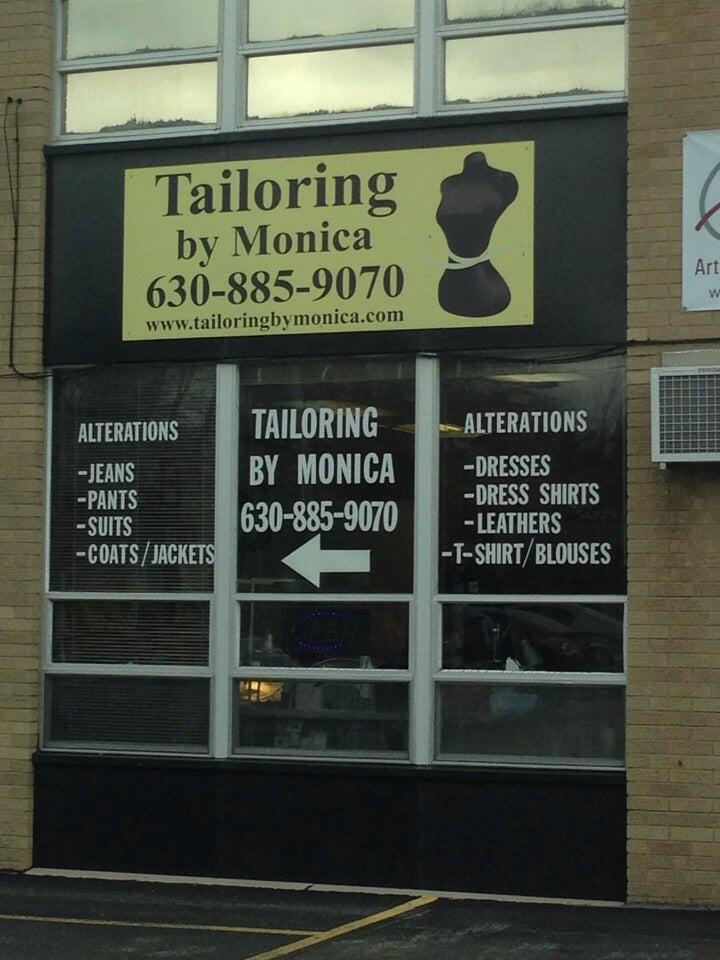 Tailoring
by Monica
630-885-9070
www.tailoringbymonica.com
ALTERATIONS
-JEANS
-PANTS
-SUITS
-COATS/JACKETS
TAILORING
BY MONICA
630-885-9070
ALTERATIONS
-DRESSES
-DRESS SHIRTS
-LEATHERS
-T-SHIRT/BLOUSES
Art
w